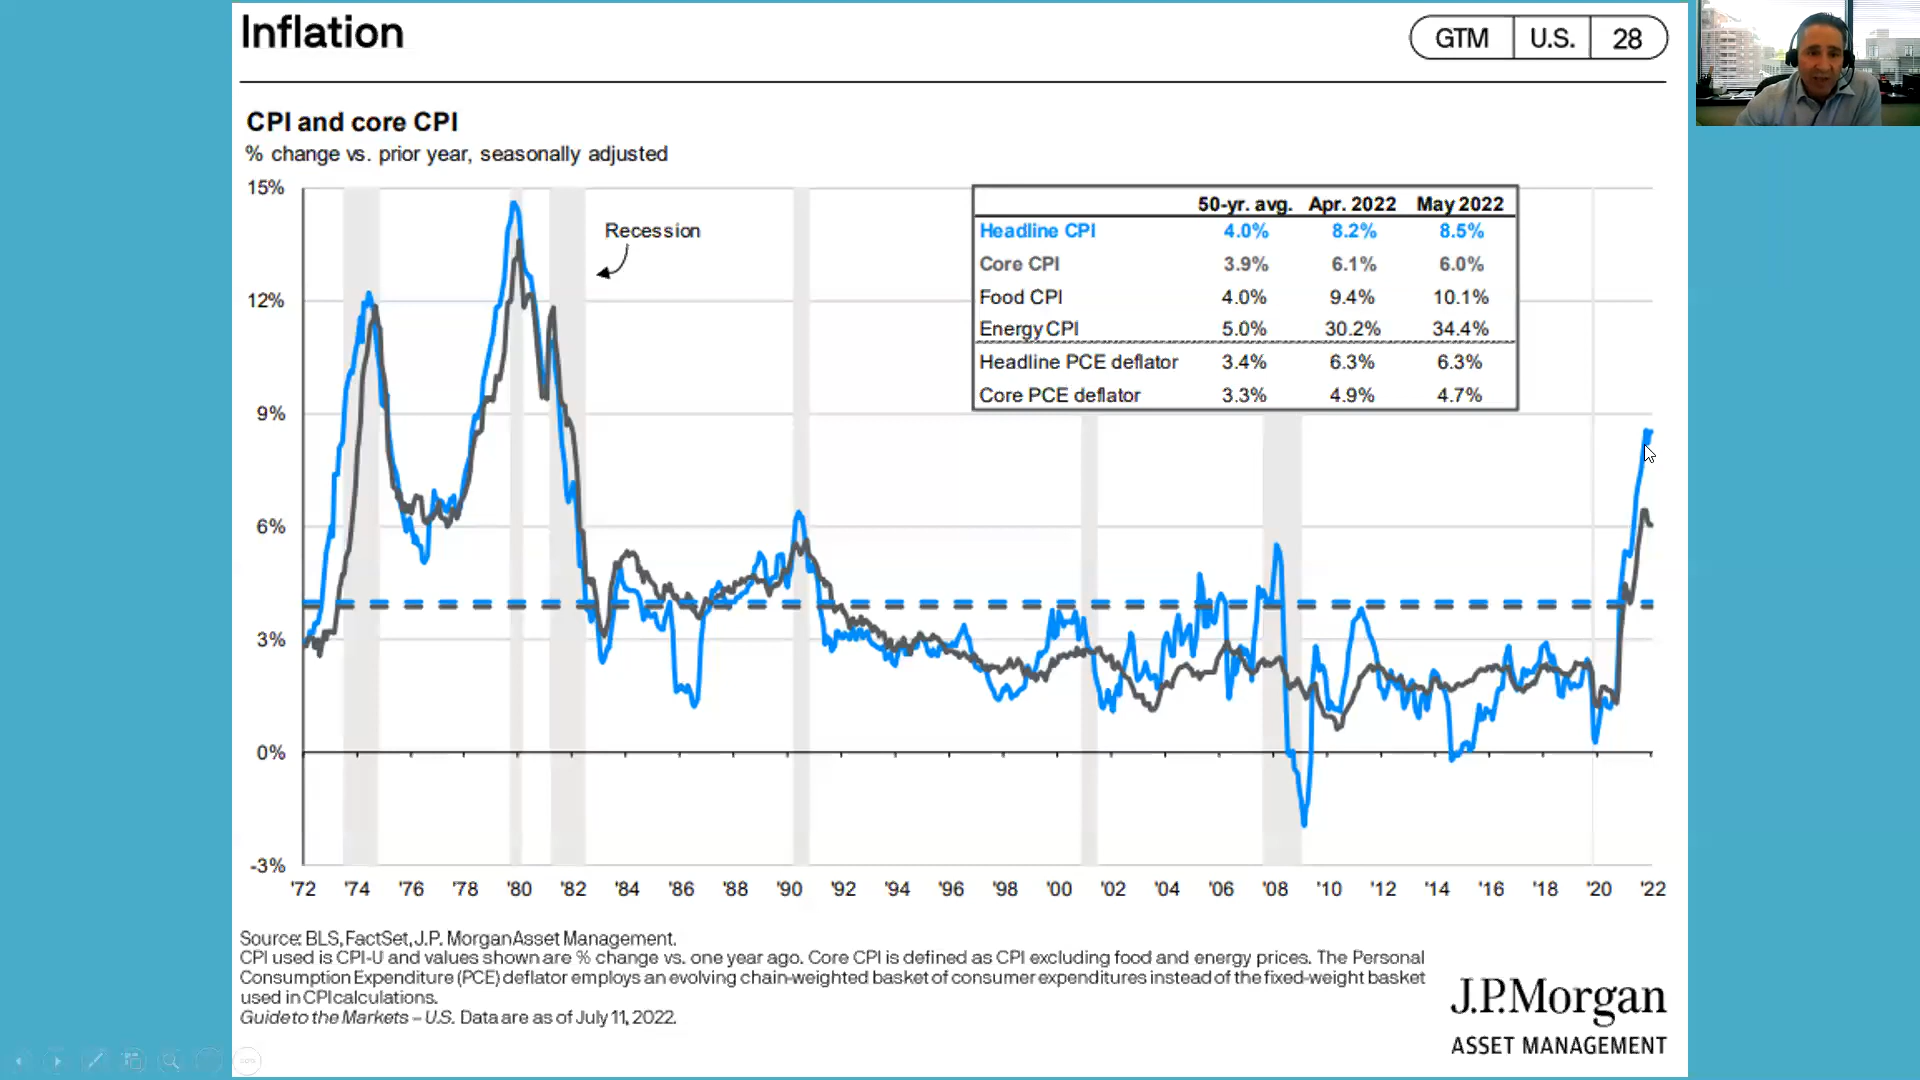 Inflation
GTM U.S. 28
CPI and core CPI
% change vs. prior year, seasonally adjusted
15%
12%
9%
6%
3%
0%
-3%
Recession
50-yr. avg. Apr. 2022 May 2022
Headline CPI 4.0% 8.2% 8.5%
Core CPI 3.9% 6.1% 6.0%
Food CPI 4.0% 9.4% 10.1%
Energy CPI 5.0% 30.2% 34.4%
Headline PCE deflator 3.4% 6.3% 6.3%
Core PCE deflator 3.3% 4.9% 4.7%
'72 '74 '76 '78 '80 '82 '84 '86 '88 '90 '92 '94 '96 '98 '00 '02 '04 '06 '08 '10 '12 '14 '16 '18 '20 '22
Source: BLS, FactSet, J.P. Morgan Asset Management.
CPI used is CPI-U and values shown are % change vs. one year ago. Core CPI is defined as CPI excluding food and energy prices. The Personal
Consumption Expenditure (PCE) deflator employs an evolving chain-weighted basket of consumer expenditures instead of the fixed-weight basket
used in CPI calculations.
Guide to the Markets – U.S. Data are as of July 11, 2022.
J.P.Morgan
ASSET MANAGEMENT